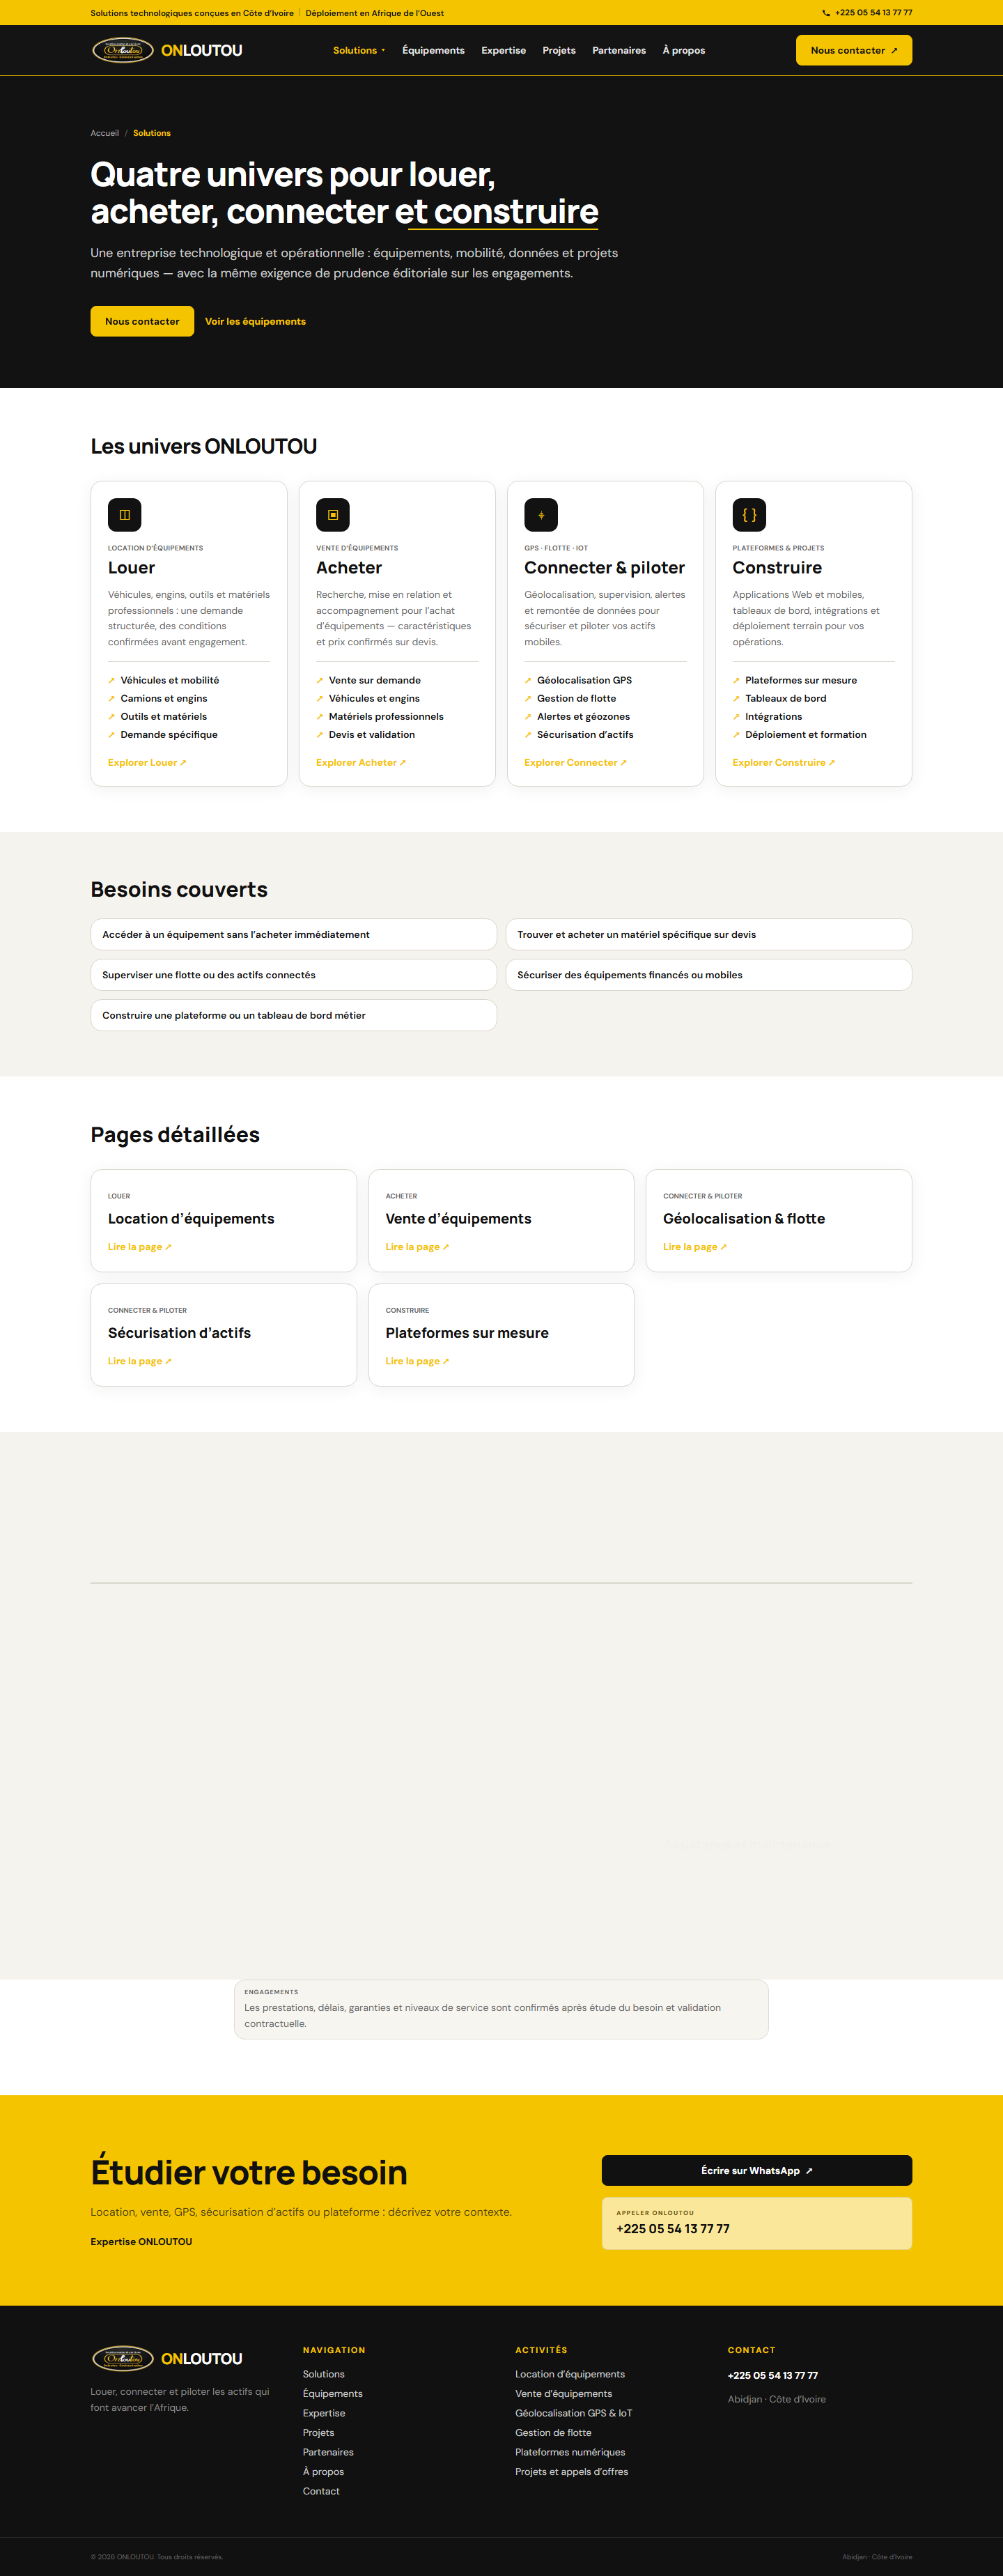 Solutions technologiques conçues en Côte d'Ivoire | Déploiement en Afrique de l'Ouest
+225 05 54 13 77 77
ONLOUTOU
Solutions
Équipements
Expertise
Projets
Partenaires
À propos
Nous contacter ↗
Accueil / Solutions
Quatre univers pour louer,
acheter, connecter et construire
Une entreprise technologique et opérationnelle : équipements, mobilité, données et projets
numériques — avec la même exigence de prudence éditoriale sur les engagements.
Nous contacter
Voir les équipements
Les univers ONLOUTOU
LOCATION D'ÉQUIPEMENTS
Louer
Véhicules, engins, outils et matériels
professionnels : une demande
structurée, des conditions
confirmées avant engagement.
↗ Véhicules et mobilité
↗ Camions et engins
↗ Outils et matériels
↗ Demande spécifique
Explorer Louer ↗
VENTE D'ÉQUIPEMENTS
Acheter
Recherche, mise en relation et
accompagnement pour l'achat
d'équipements — caractéristiques
et prix confirmés sur devis.
↗ Vente sur demande
↗ Véhicules et engins
↗ Matériels professionnels
↗ Devis et validation
Explorer Acheter ↗
GPS · FLOTTE · IOT
Connecter & piloter
Géolocalisation, supervision, alertes
et remontée de données pour
sécuriser et piloter vos actifs
mobiles.
↗ Géolocalisation GPS
↗ Gestion de flotte
↗ Alertes et géozones
↗ Sécurisation d'actifs
Explorer Connecter ↗
{ }
PLATEFORMES & PROJETS
Construire
Applications Web et mobiles,
tableaux de bord, intégrations et
déploiement terrain pour vos
opérations.
↗ Plateformes sur mesure
↗ Tableaux de bord
↗ Intégrations
↗ Déploiement et formation
Explorer Construire ↗
Besoins couverts
Accéder à un équipement sans l'acheter immédiatement
Trouver et acheter un matériel spécifique sur devis
Superviser une flotte ou des actifs connectés
Sécuriser des équipements financés ou mobiles
Construire une plateforme ou un tableau de bord métier
Pages détaillées
LOUER
Location d'équipements
Lire la page ↗
ACHETER
Vente d'équipements
Lire la page ↗
CONNECTER & PILOTER
Géolocalisation & flotte
Lire la page ↗
CONNECTER & PILOTER
Sécurisation d'actifs
Lire la page ↗
CONSTRUIRE
Plateformes sur mesure
Lire la page ↗
ENGAGEMENTS
Les prestations, délais, garanties et niveaux de service sont confirmés après étude du besoin et validation
contractuelle.
Étudier votre besoin
Location, vente, GPS, sécurisation d'actifs ou plateforme : décrivez votre contexte.
Expertise ONLOUTOU
Écrire sur WhatsApp ↗
APPELER ONLOUTOU
+225 05 54 13 77 77
ONLOUTOU
Louer, connecter et piloter les actifs qui
font avancer l'Afrique.
NAVIGATION
Solutions
Équipements
Expertise
Projets
Partenaires
À propos
Contact
ACTIVITÉS
Location d'équipements
Vente d'équipements
Géolocalisation GPS & IoT
Gestion de flotte
Plateformes numériques
Projets et appels d'offres
CONTACT
+225 05 54 13 77 77
Abidjan · Côte d'Ivoire
© 2026 ONLOUTOU. Tous droits réservés.
Abidjan · Côte d'Ivoire